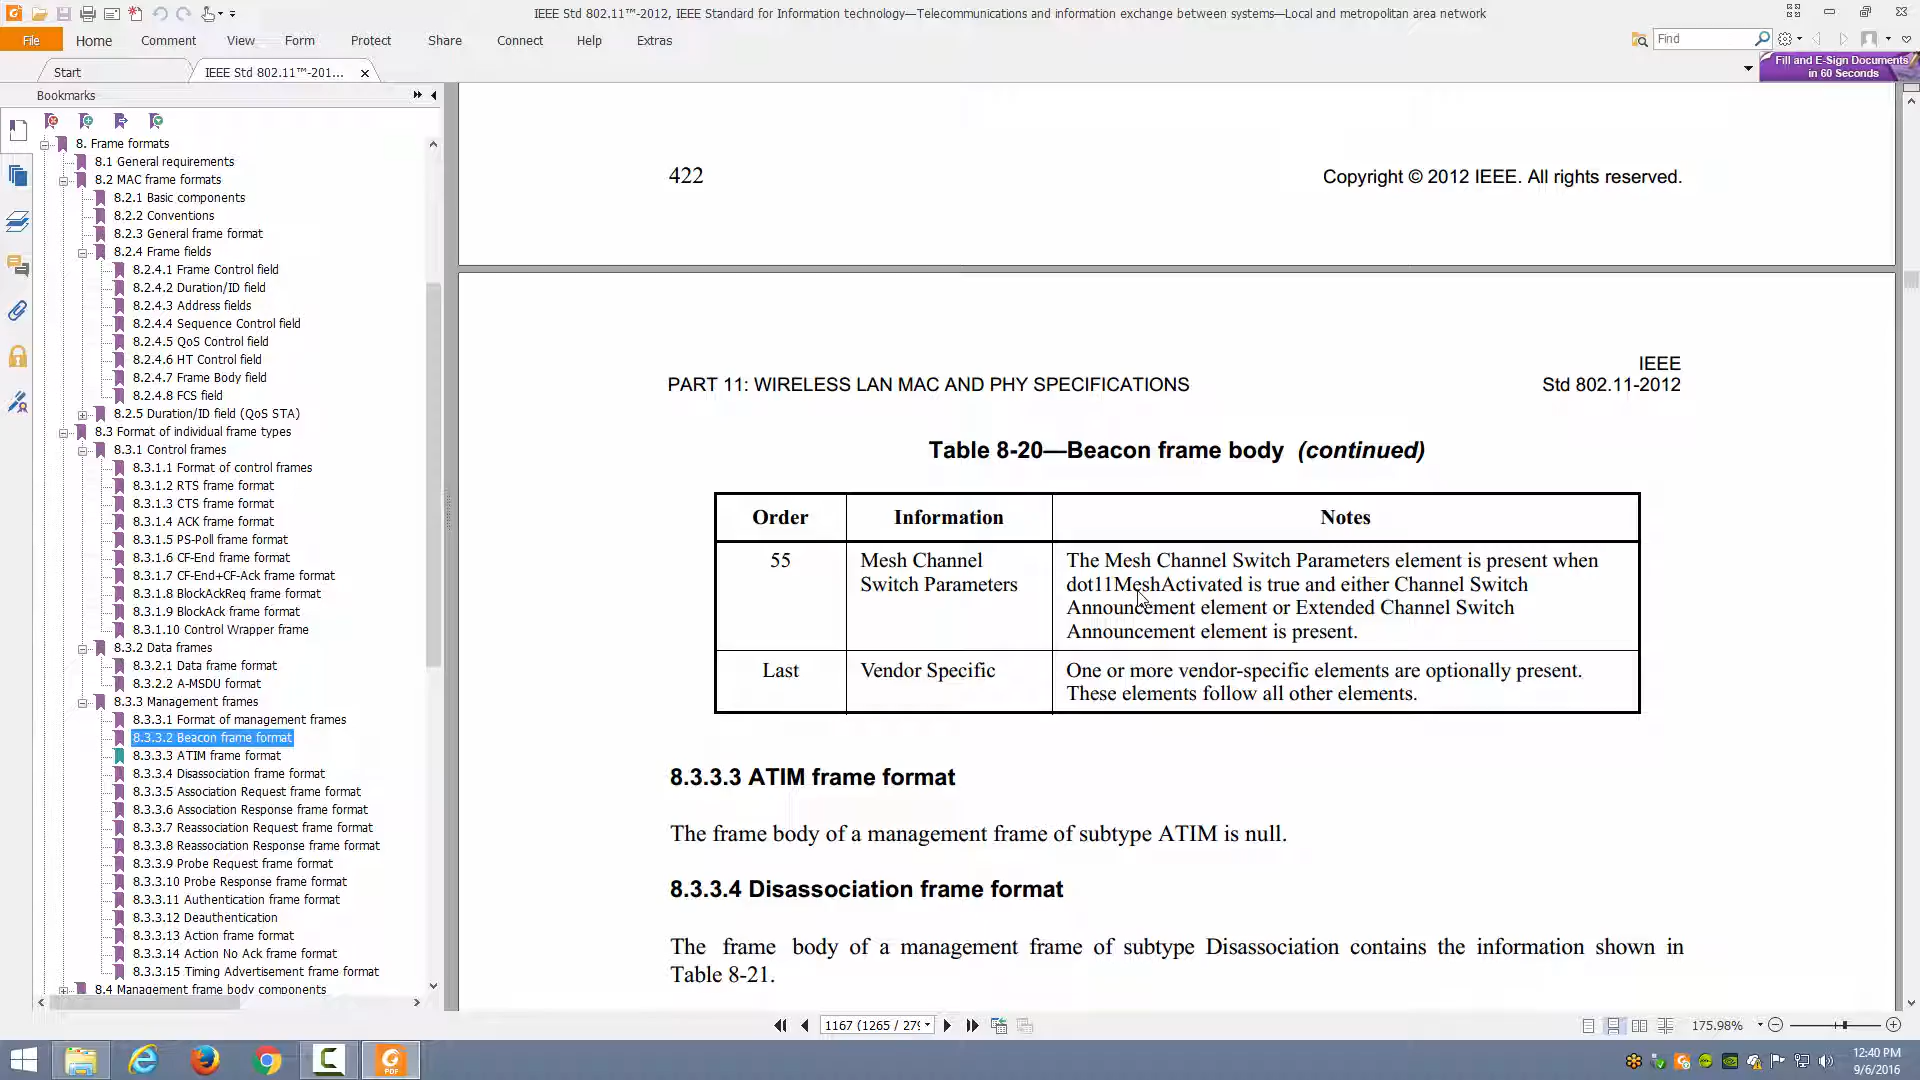 IEEE Std 802.11™-2012, IEEE Standard for Information technology—Telecommunications and information exchange between systems—Local and metropolitan area network
File Home Comment View Form Protect Share Connect Help Extras
Find
Start
IEEE Std 802.11™-201...
Fill and E-Sign Documents
in 60 Seconds
Bookmarks
8. Frame formats
8.1 General requirements
8.2 MAC frame formats
8.2.1 Basic components
8.2.2 Conventions
8.2.3 General frame format
8.2.4 Frame fields
8.2.4.1 Frame Control field
8.2.4.2 Duration/ID field
8.2.4.3 Address fields
8.2.4.4 Sequence Control field
8.2.4.5 QoS Control field
8.2.4.6 HT Control field
8.2.4.7 Frame Body field
8.2.4.8 FCS field
8.2.5 Duration/ID field (QoS STA)
8.3 Format of individual frame types
8.3.1 Control frames
8.3.1.1 Format of control frames
8.3.1.2 RTS frame format
8.3.1.3 CTS frame format
8.3.1.4 ACK frame format
8.3.1.5 PS-Poll frame format
8.3.1.6 CF-End frame format
8.3.1.7 CF-End+CF-Ack frame format
8.3.1.8 BlockAckReq frame format
8.3.1.9 BlockAck frame format
8.3.1.10 Control Wrapper frame
8.3.2 Data frames
8.3.2.1 Data frame format
8.3.2.2 A-MSDU format
8.3.3 Management frames
8.3.3.1 Format of management frames
8.3.3.2 Beacon frame format
8.3.3.3 ATIM frame format
8.3.3.4 Disassociation frame format
8.3.3.5 Association Request frame format
8.3.3.6 Association Response frame format
8.3.3.7 Reassociation Request frame format
8.3.3.8 Reassociation Response frame format
8.3.3.9 Probe Request frame format
8.3.3.10 Probe Response frame format
8.3.3.11 Authentication frame format
8.3.3.12 Deauthentication
8.3.3.13 Action frame format
8.3.3.14 Action No Ack frame format
8.3.3.15 Timing Advertisement frame format
8.4 Management frame body components
422
Copyright © 2012 IEEE. All rights reserved.
IEEE
PART 11: WIRELESS LAN MAC AND PHY SPECIFICATIONS
Std 802.11-2012
Table 8-20—Beacon frame body (continued)
Order Information Notes
55
Mesh Channel
Switch Parameters
The Mesh Channel Switch Parameters element is present when
dot11MeshActivated is true and either Channel Switch
Announcement element or Extended Channel Switch
Announcement element is present.
Last
Vendor Specific
One or more vendor-specific elements are optionally present.
These elements follow all other elements.
8.3.3.3 ATIM frame format
The frame body of a management frame of subtype ATIM is null.
8.3.3.4 Disassociation frame format
The frame body of a management frame of subtype Disassociation contains the information shown in
Table 8-21.
1167 (1265 / 279
175.98%
PDF
12:40 PM
9/6/2016